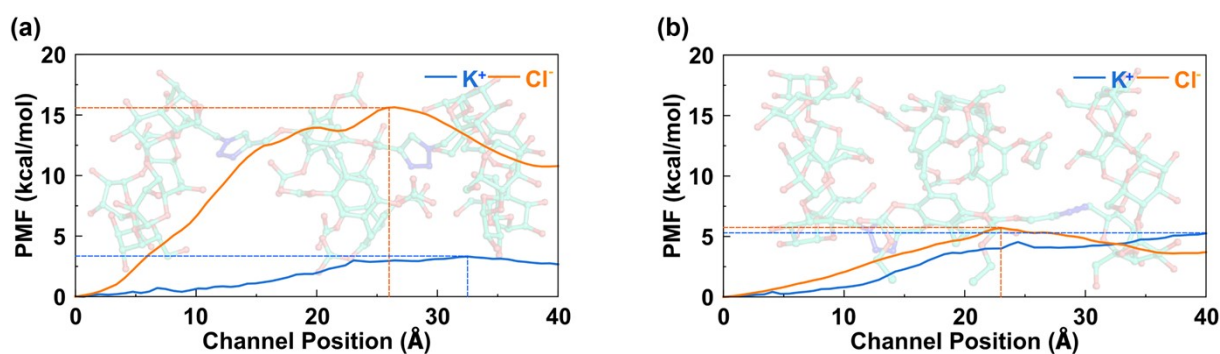 (a)
20
15
10
5
0
PMF (kcal/mol)
K⁺ Cl⁻
0 10 20 30 40
Channel Position (Å)
(b)
20
15
10
5
0
PMF (kcal/mol)
K⁺ Cl⁻
0 10 20 30 40
Channel Position (Å)